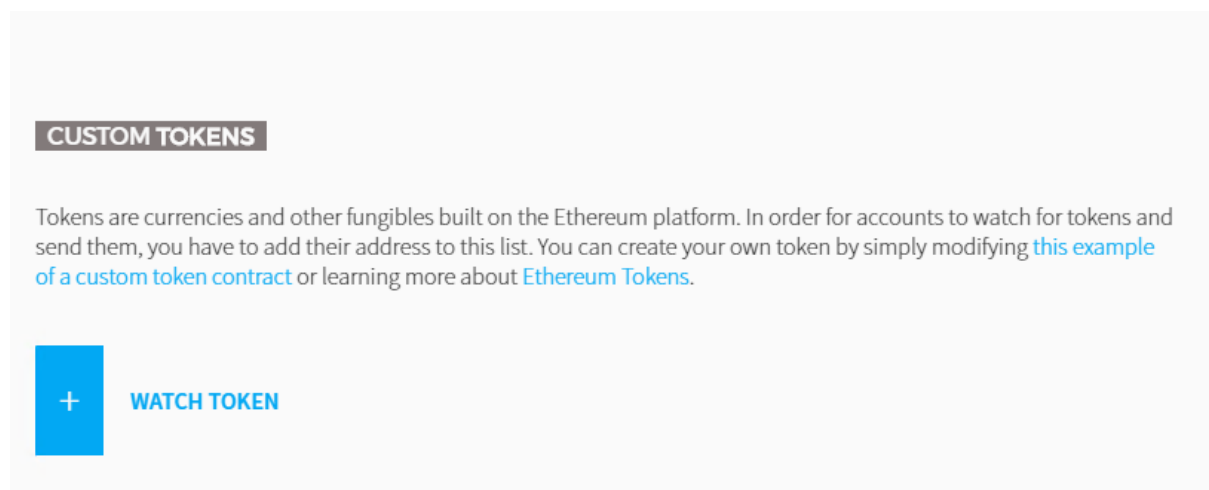 CUSTOM TOKENS
Tokens are currencies and other fungibles built on the Ethereum platform. In order for accounts to watch for tokens and
send them, you have to add their address to this list. You can create your own token by simply modifying this example
of a custom token contract or learning more about Ethereum Tokens.
+ WATCH TOKEN